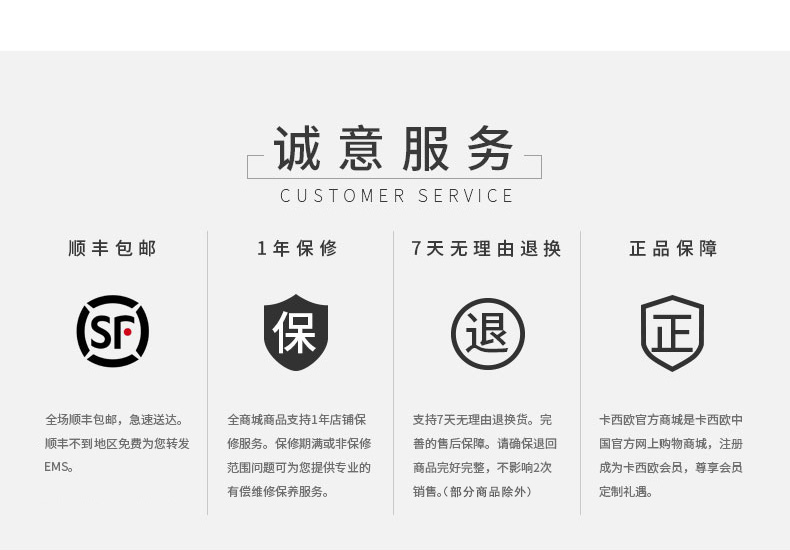 诚意服务
CUSTOMER SERVICE
顺丰包邮
SF
全场顺丰包邮，急速送达。
顺丰不到地区免费为您转发
EMS。
1年保修
保
全商城商品支持1年店铺保
修服务。保修期满或非保修
范围问题可为您提供专业的
有偿维修保养服务。
7天无理由退换
退
支持7天无理由退换货。完
善的售后保障。请确保退回
商品完好完整，不影响2次
销售。（部分商品除外）
正品保障
正
卡西欧官方商城是卡西欧中
国官方网上购物商城，注册
成为卡西欧会员，尊享会员
定制礼遇。